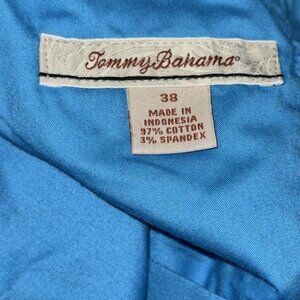 Tommy Bahama®
38
MADE IN
INDONESIA
97% COTTON
3% SPANDEX